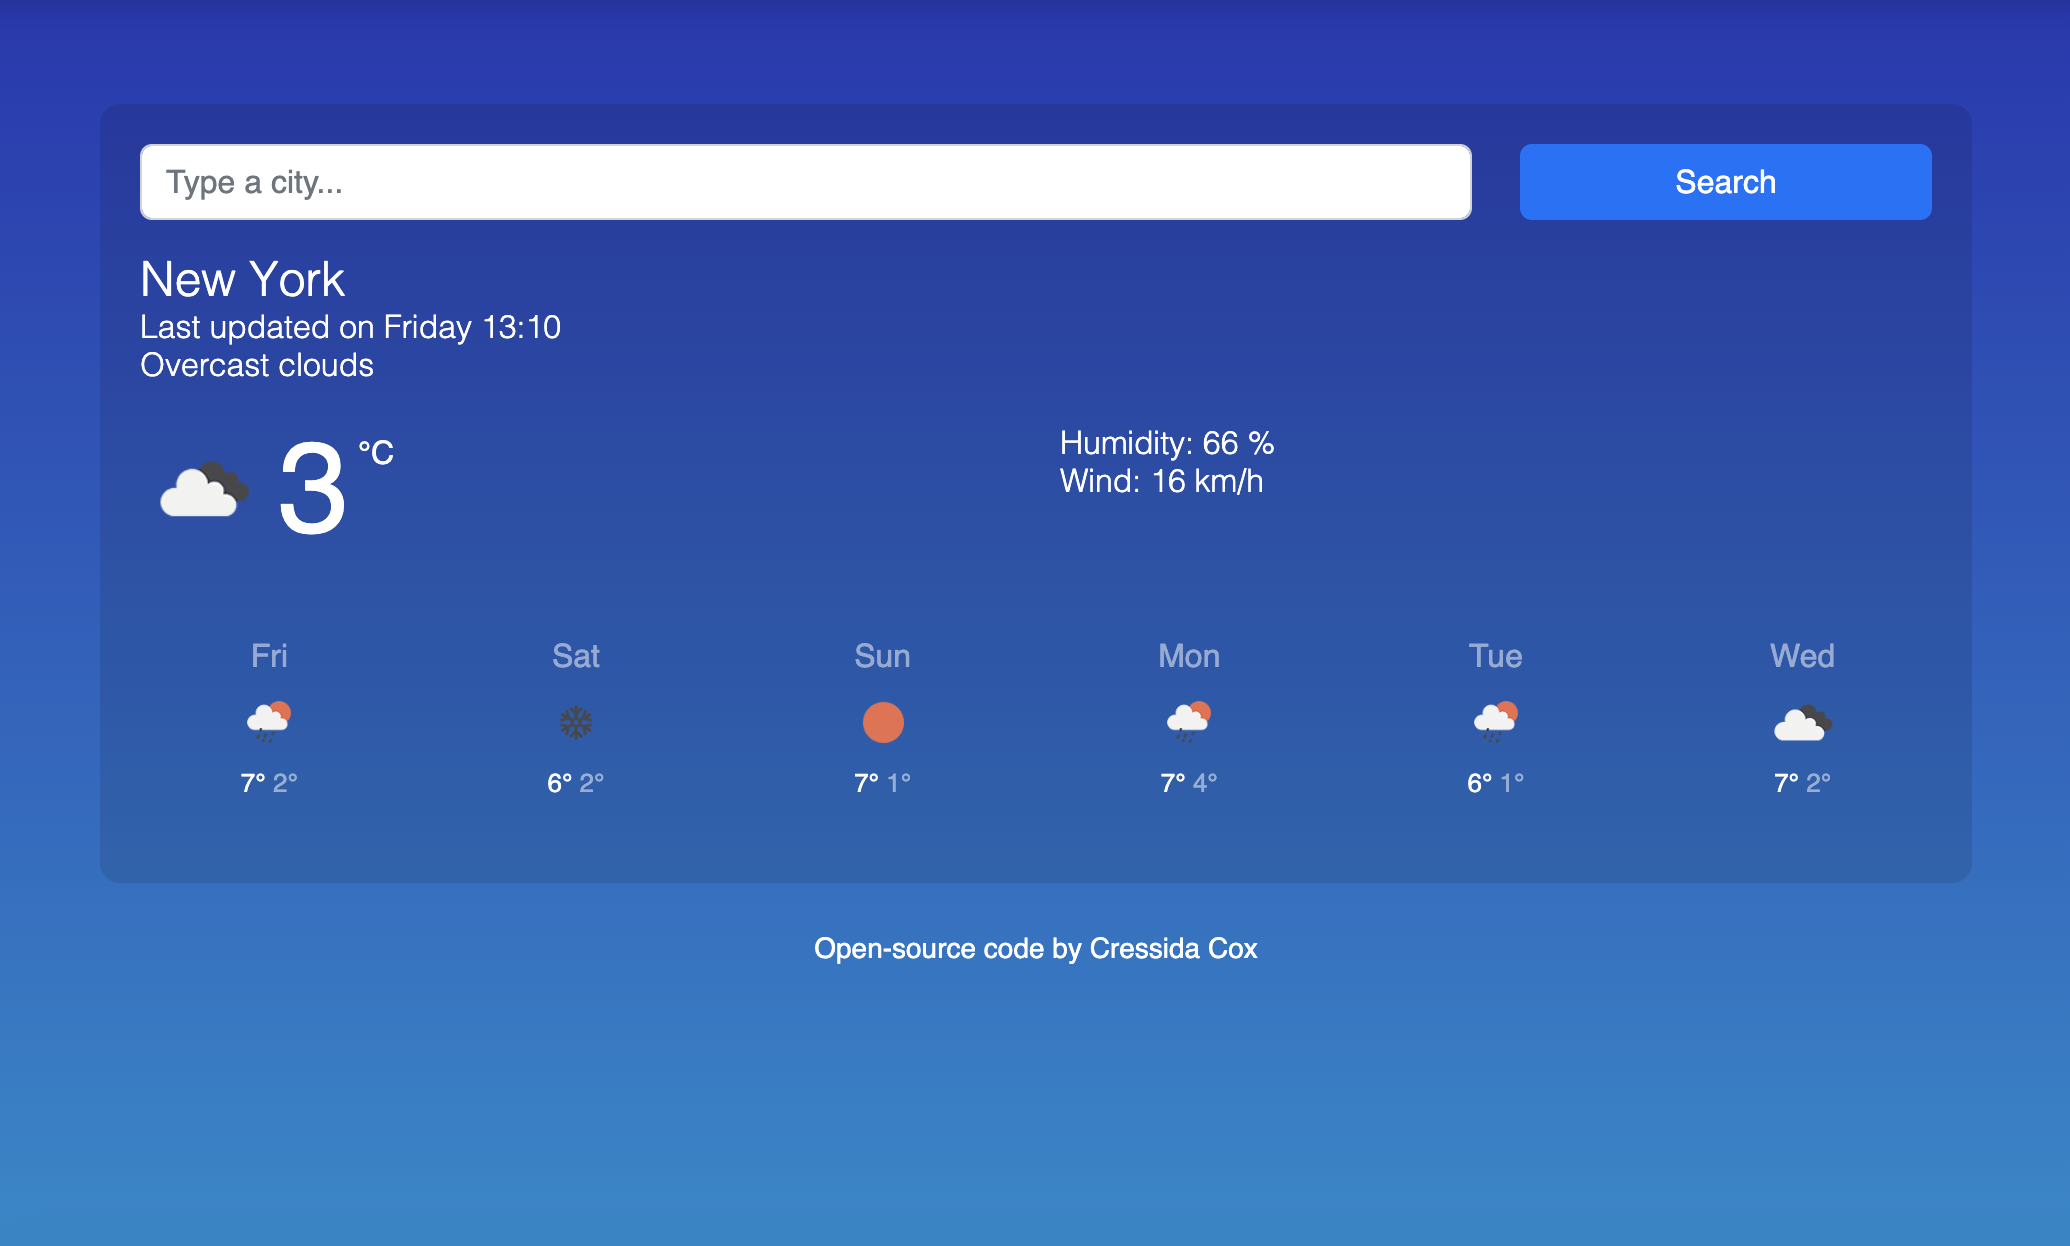 Type a city...
Search
New York
Last updated on Friday 13:10
Overcast clouds
3 °C
Humidity: 66 %
Wind: 16 km/h
Fri Sat Sun Mon Tue Wed
7° 2° 6° 2° 7° 1° 7° 4° 6° 1° 7° 2°
Open-source code by Cressida Cox